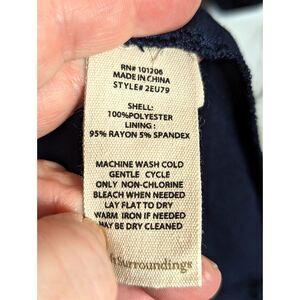 RN# 101206
MADE IN CHINA
STYLE# 2EU79
SHELL:
100%POLYESTER
LINING :
95% RAYON 5% SPANDEX
MACHINE WASH COLD
GENTLE CYCLE
ONLY NON-CHLORINE
BLEACH WHEN NEEDED
LAY FLAT TO DRY
WARM IRON IF NEEDED
MAY BE DRY CLEANED
Surroundings